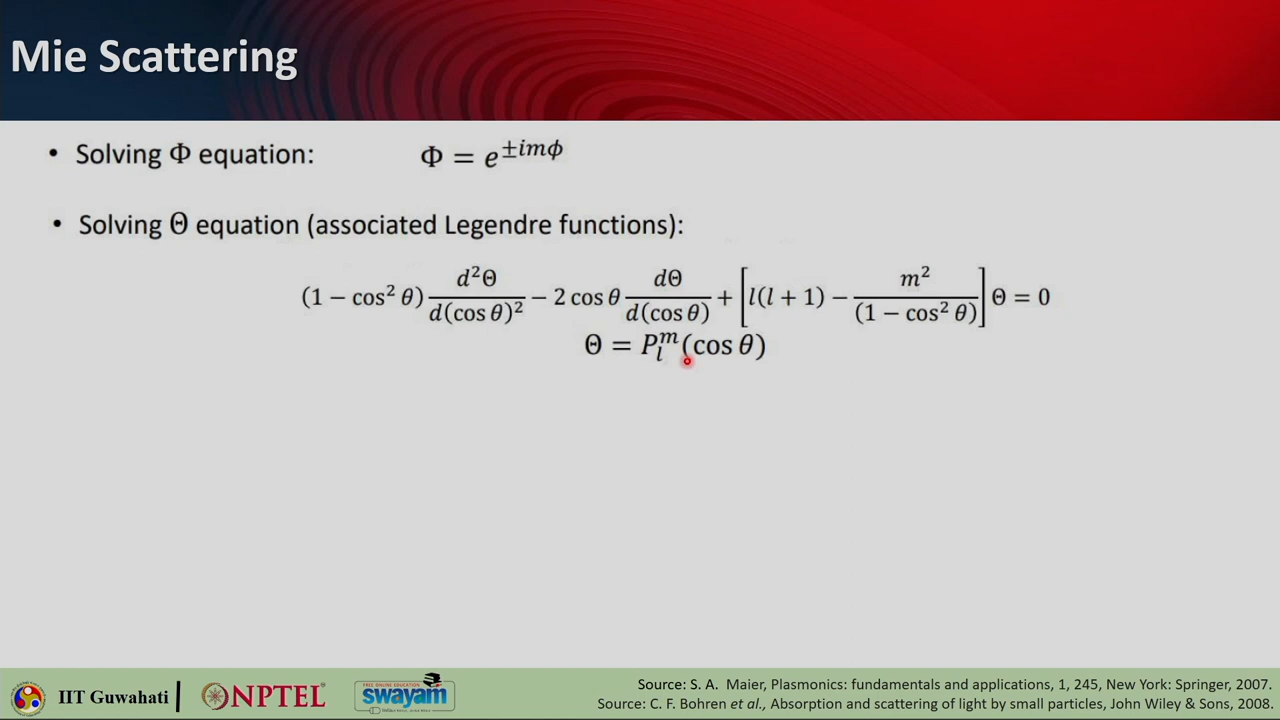 Mie Scattering
• Solving Φ equation: Φ = e^{±imϕ}
• Solving Θ equation (associated Legendre functions):
(1 − cos² θ) d²Θ/d(cos θ)² − 2 cos θ dΘ/d(cos θ) + [l(l + 1) − m²/(1 − cos² θ)] Θ = 0
Θ = P_l^m(cos θ)
IIT Guwahati
NPTEL
FREE ONLINE EDUCATION
swayam
Source: S. A. Maier, Plasmonics: fundamentals and applications, 1, 245, New York: Springer, 2007.
Source: C. F. Bohren et al., Absorption and scattering of light by small particles, John Wiley & Sons, 2008.